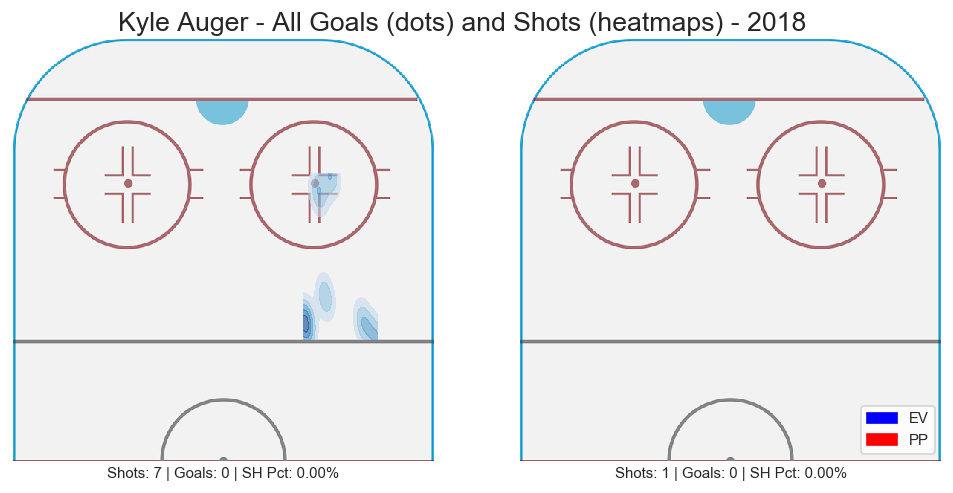 Kyle Auger - All Goals (dots) and Shots (heatmaps) - 2018
EV
PP
Shots: 7 | Goals: 0 | SH Pct: 0.00%
Shots: 1 | Goals: 0 | SH Pct: 0.00%